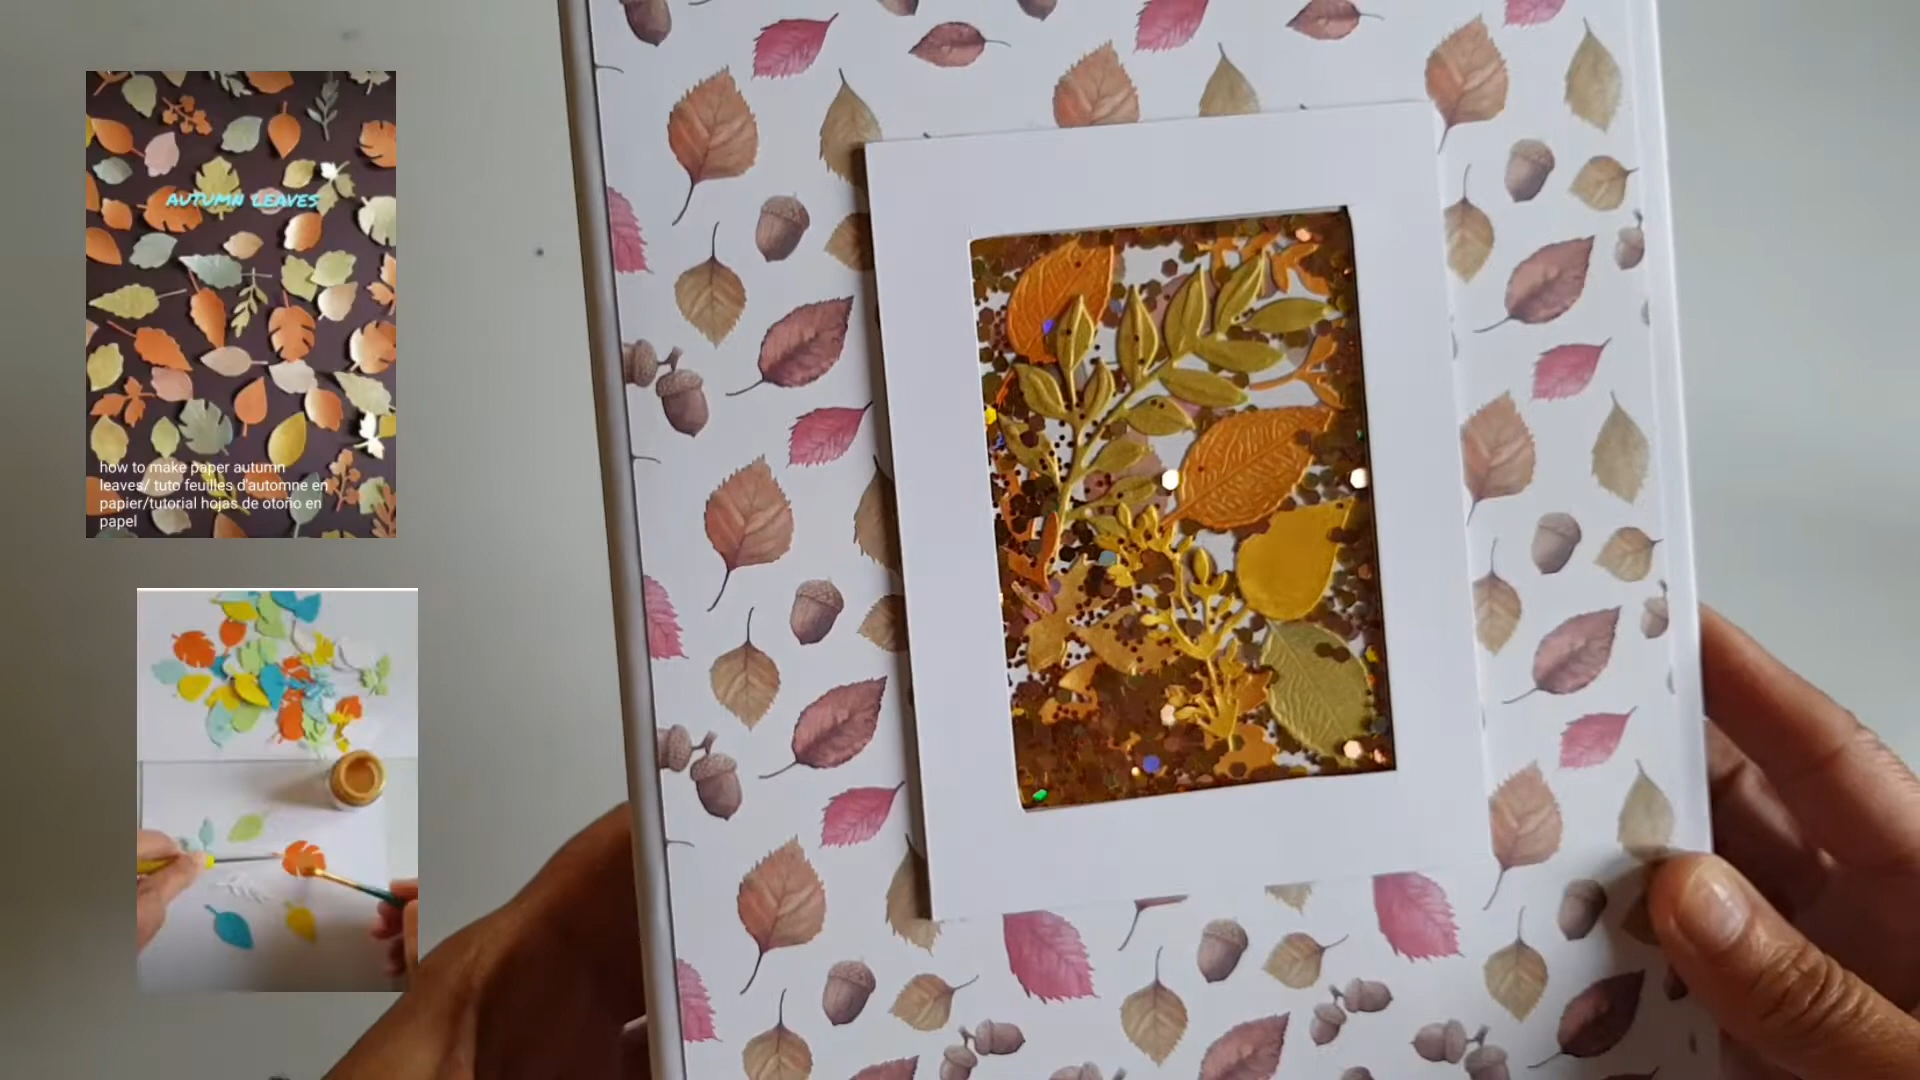 AUTUMN LEAVES
how to make paper autumn
leaves/ tuto feuilles d'automne en
papier/tutorial hojas de otoño en
papel